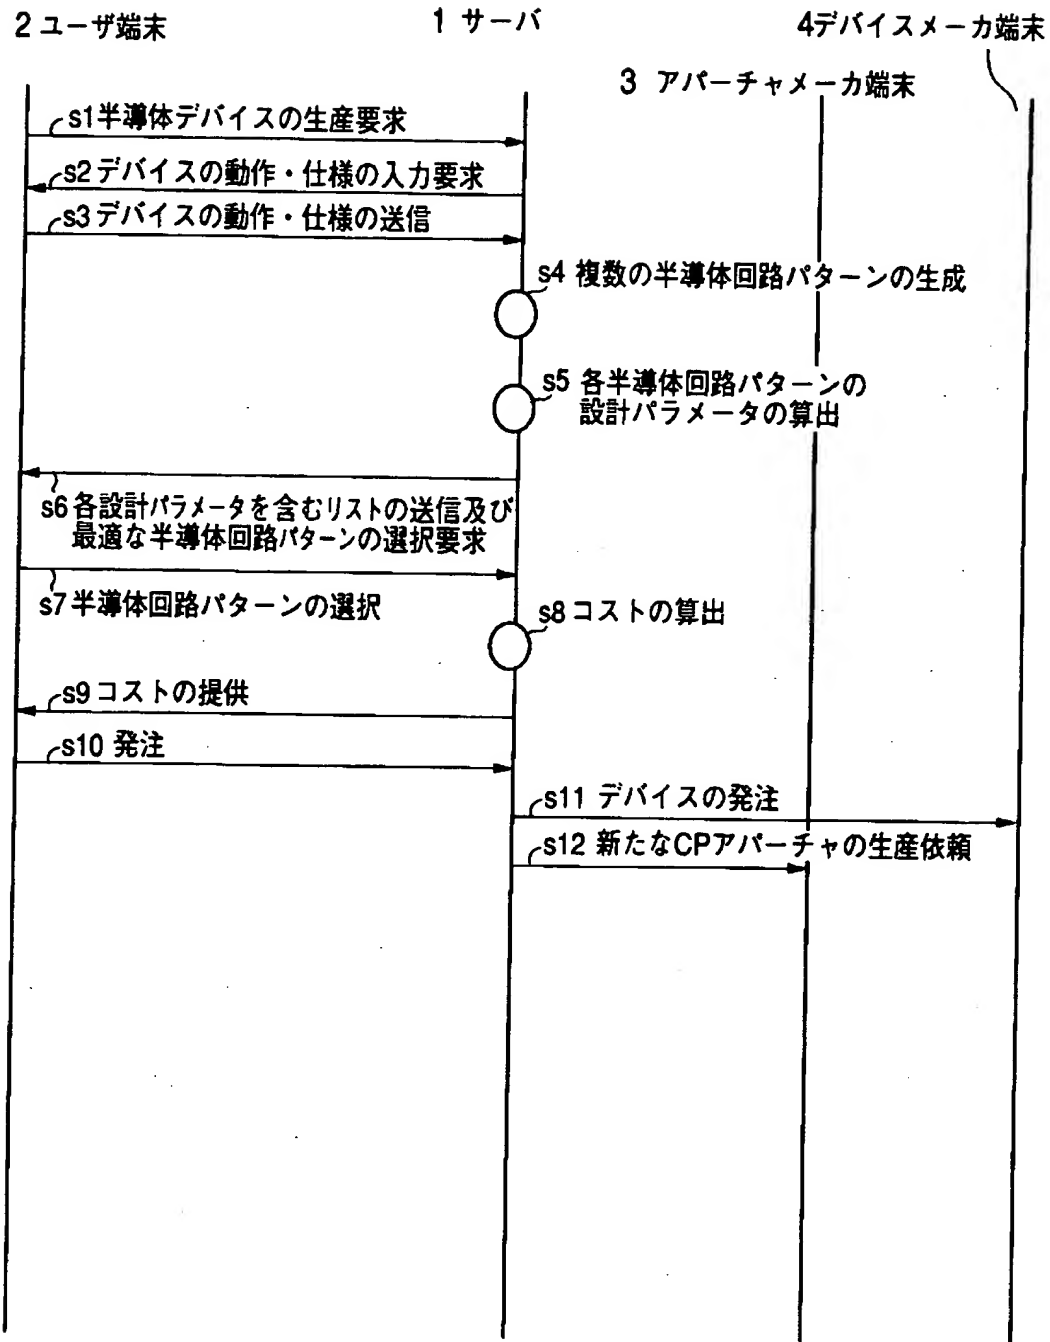 2 ユーザ端末
1 サーバ
4デバイスメーカ端末
3 アパーチャメーカ端末
s1半導体デバイスの生産要求
s2デバイスの動作・仕様の入力要求
s3デバイスの動作・仕様の送信
s4 複数の半導体回路パターンの生成
s5 各半導体回路パターンの
設計パラメータの算出
s6 各設計パラメータを含むリストの送信及び
最適な半導体回路パターンの選択要求
s7半導体回路パターンの選択
s8コストの算出
s9コストの提供
s10 発注
s11 デバイスの発注
s12 新たなCPアパーチャの生産依頼